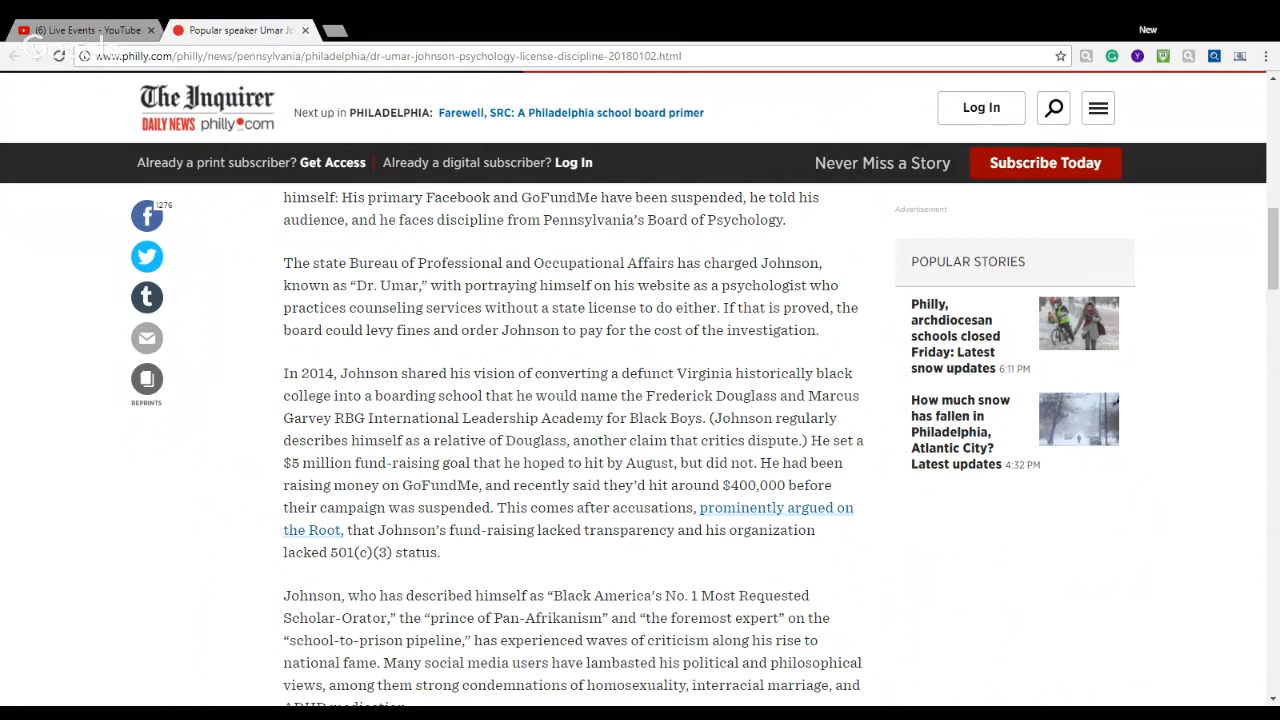 (6) Live Events - YouTube
Popular speaker Umar Jo
New
www.philly.com/philly/news/pennsylvania/philadelphia/dr-umar-johnson-psychology-license-discipline-20180102.html
The Inquirer
DAILY NEWS philly.com
Next up in PHILADELPHIA: Farewell, SRC: A Philadelphia school board primer
Log In
Already a print subscriber? Get Access
Already a digital subscriber? Log In
Never Miss a Story
Subscribe Today
1276
REPRINTS
himself: His primary Facebook and GoFundMe have been suspended, he told his
audience, and he faces discipline from Pennsylvania's Board of Psychology.
The state Bureau of Professional and Occupational Affairs has charged Johnson,
known as “Dr. Umar,” with portraying himself on his website as a psychologist who
practices counseling services without a state license to do either. If that is proved, the
board could levy fines and order Johnson to pay for the cost of the investigation.
In 2014, Johnson shared his vision of converting a defunct Virginia historically black
college into a boarding school that he would name the Frederick Douglass and Marcus
Garvey RBG International Leadership Academy for Black Boys. (Johnson regularly
describes himself as a relative of Douglass, another claim that critics dispute.) He set a
$5 million fund-raising goal that he hoped to hit by August, but did not. He had been
raising money on GoFundMe, and recently said they'd hit around $400,000 before
their campaign was suspended. This comes after accusations, prominently argued on
the Root, that Johnson's fund-raising lacked transparency and his organization
lacked 501(c)(3) status.
Johnson, who has described himself as “Black America's No. 1 Most Requested
Scholar-Orator,” the “prince of Pan-Afrikanism” and “the foremost expert” on the
“school-to-prison pipeline,” has experienced waves of criticism along his rise to
national fame. Many social media users have lambasted his political and philosophical
views, among them strong condemnations of homosexuality, interracial marriage, and
ADHD medication.
Advertisement
POPULAR STORIES
Philly,
archdiocesan
schools closed
Friday: Latest
snow updates 6:11 PM
How much snow
has fallen in
Philadelphia,
Atlantic City?
Latest updates 4:32 PM